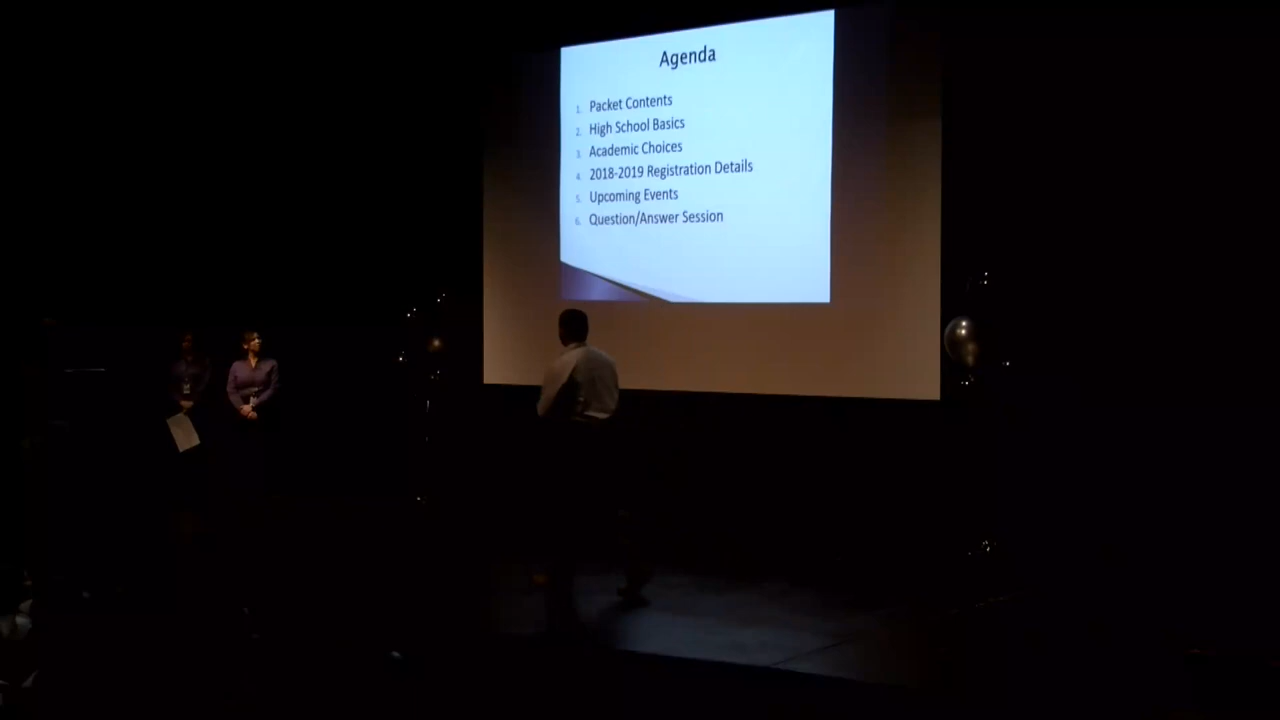 Agenda
1. Packet Contents
2. High School Basics
3. Academic Choices
4. 2018-2019 Registration Details
5. Upcoming Events
6. Question/Answer Session